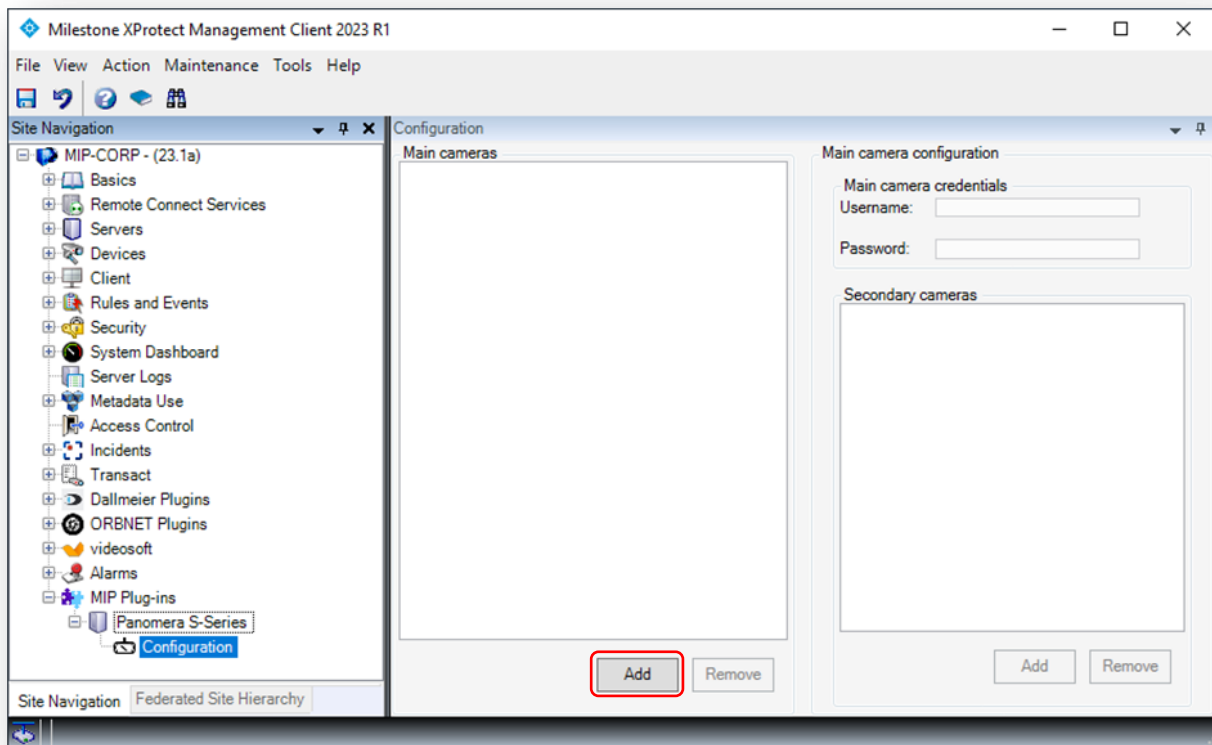 Milestone XProtect Management Client 2023 R1
File View Action Maintenance Tools Help
Site Navigation
MIP-CORP - (23.1a)
Basics
Remote Connect Services
Servers
Devices
Client
Rules and Events
Security
System Dashboard
Server Logs
Metadata Use
Access Control
Incidents
Transact
Dallmeier Plugins
ORBNET Plugins
videosoft
Alarms
MIP Plug-ins
Panomera S-Series
Configuration
Site Navigation Federated Site Hierarchy
Configuration
Main cameras
Add Remove
Main camera configuration
Main camera credentials
Username:
Password:
Secondary cameras
Add Remove